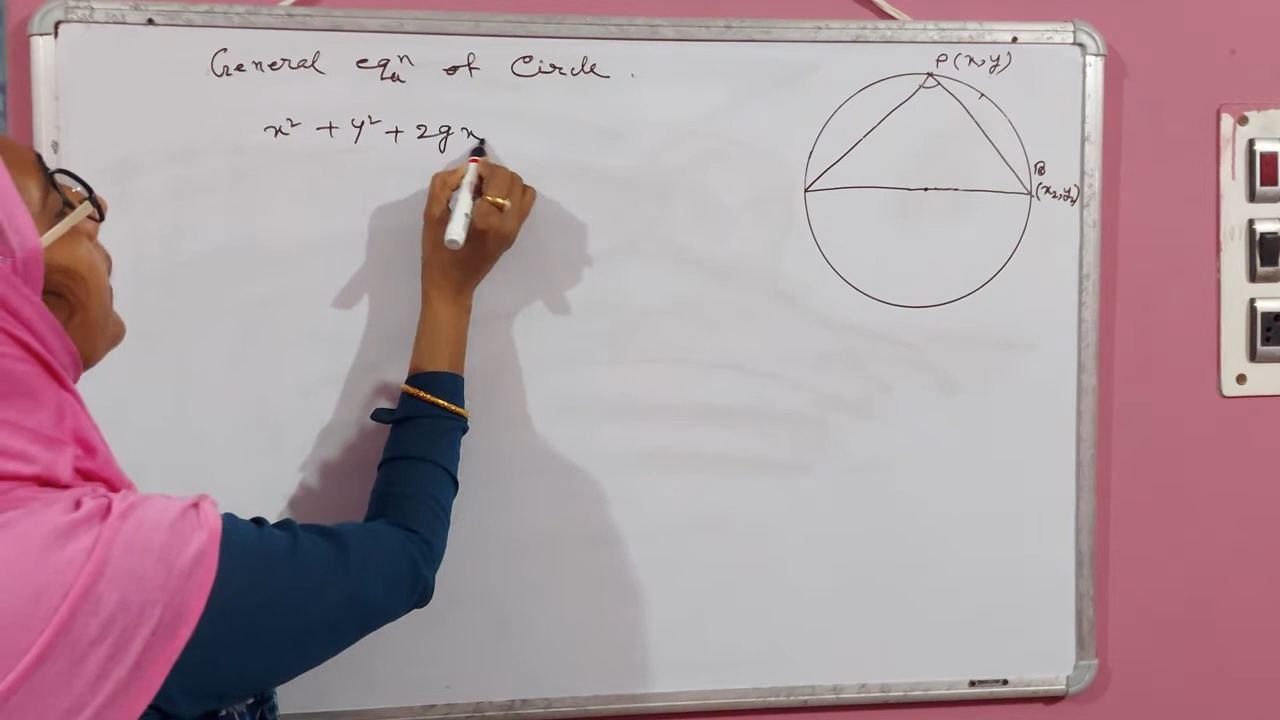 General eqⁿ of Circle.
x² + y² + 2gx
P(x,y)
B
(x₂,y₂)